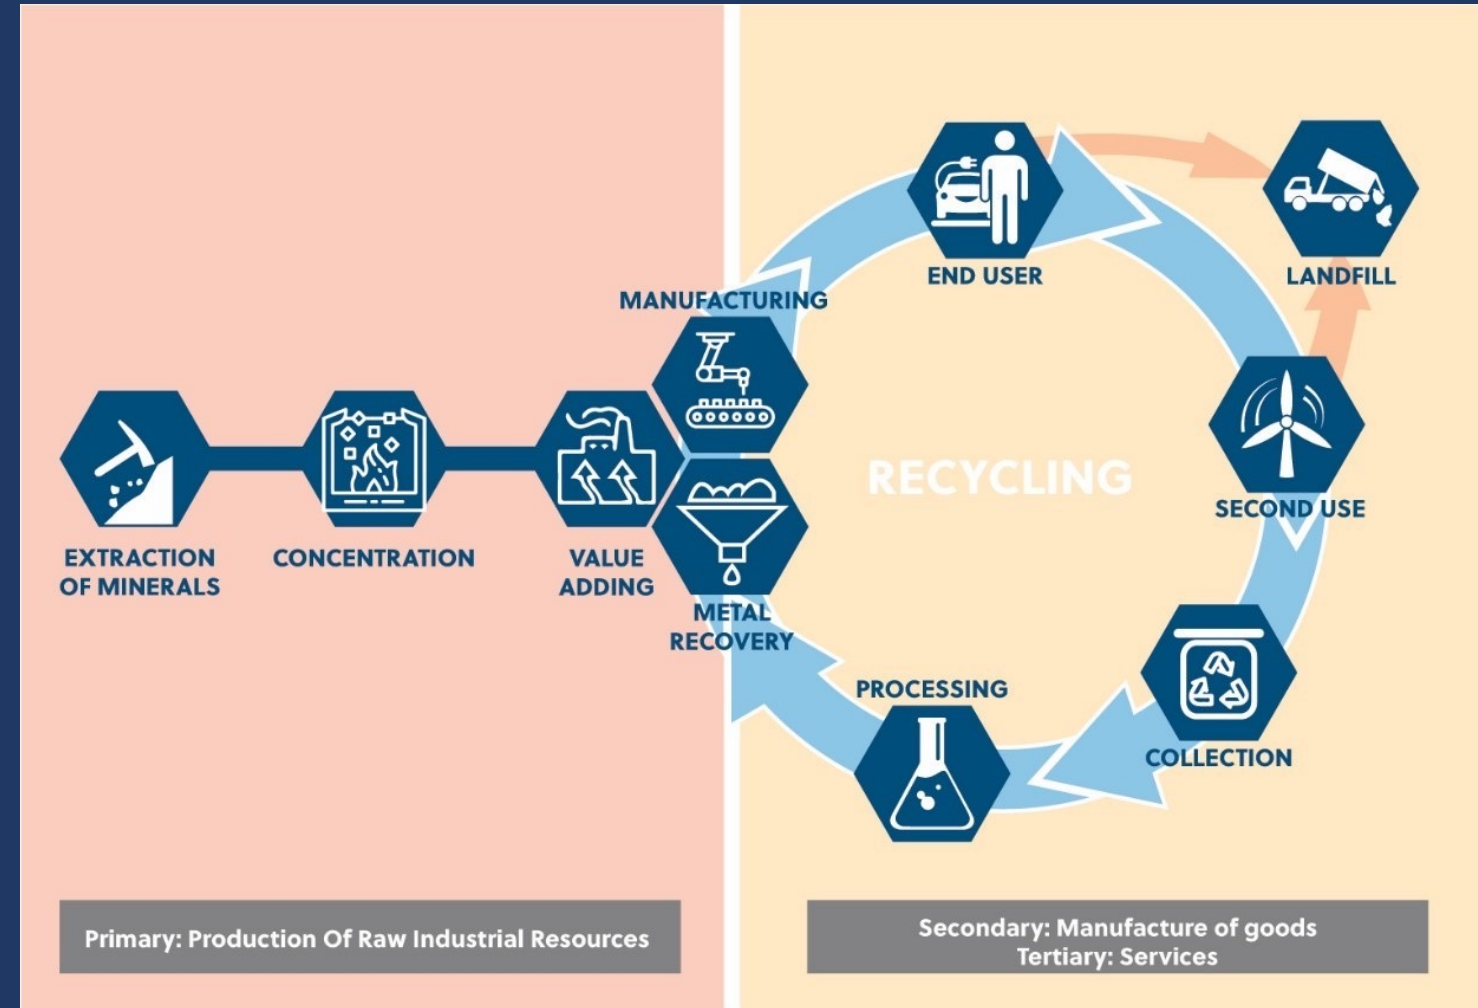 END USER
LANDFILL
MANUFACTURING
RECYCLING
SECOND USE
EXTRACTION
OF MINERALS
CONCENTRATION
VALUE
ADDING
METAL
RECOVERY
PROCESSING
COLLECTION
Primary: Production Of Raw Industrial Resources
Secondary: Manufacture of goods
Tertiary: Services